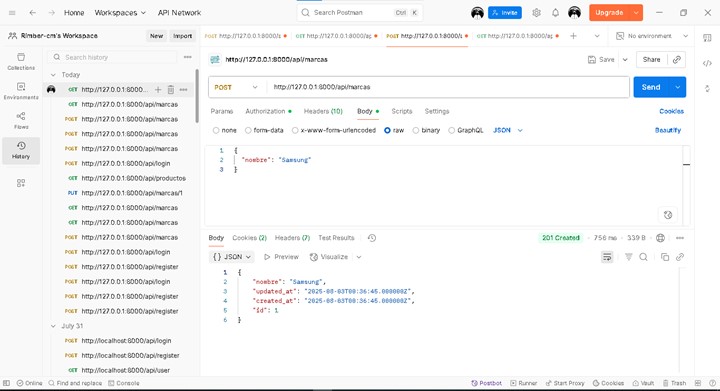 Home Workspaces API Network Search Postman Ctrl K Invite Upgrade
Rimber-cm's Workspace New Import
POST http://127.0.0.1:8000/ GET http://127.0.0.1:8000/ap POST http://127.0.0.1:8000/ GET http://127.0.0.1:8000/ap No environment
Search history
http://127.0.0.1:8000/api/marcas Save Share
Today
POST http://127.0.0.1:8000/api/marcas Send
Params Authorization Headers (10) Body Scripts Settings Cookies
none form-data x-www-form-urlencoded raw binary GraphQL JSON Beautify
1 {
2 "nombre": "Samsung"
3 }
Collections
Environments
Flows
History
GET http://127.0.0.1:8000...
GET http://127.0.0.1:8000/api/marcas
POST http://127.0.0.1:8000/api/marcas
POST http://127.0.0.1:8000/api/marcas
POST http://127.0.0.1:8000/api/marcas
POST http://127.0.0.1:8000/api/login
GET http://127.0.0.1:8000/api/productos
PUT http://127.0.0.1:8000/api/marcas/1
GET http://127.0.0.1:8000/api/marcas
GET http://127.0.0.1:8000/api/marcas
POST http://127.0.0.1:8000/api/marcas
POST http://127.0.0.1:8000/api/login
POST http://127.0.0.1:8000/api/register
POST http://127.0.0.1:8000/api/login
POST http://127.0.0.1:8000/api/register
POST http://127.0.0.1:8000/api/register
July 31
POST http://localhost:8000/api/login
POST http://localhost:8000/api/register
GET http://localhost:8000/api/user
Body Cookies (2) Headers (7) Test Results 201 Created 756 ms 339 B
{} JSON Preview Visualize
1 {
2 "nombre": "Samsung",
3 "updated_at": "2025-08-03T00:36:45.000000Z",
4 "created_at": "2025-08-03T00:36:45.000000Z",
5 "id": 1
6 }
Online Find and replace Console Postbot Runner Start Proxy Cookies Vault Trash